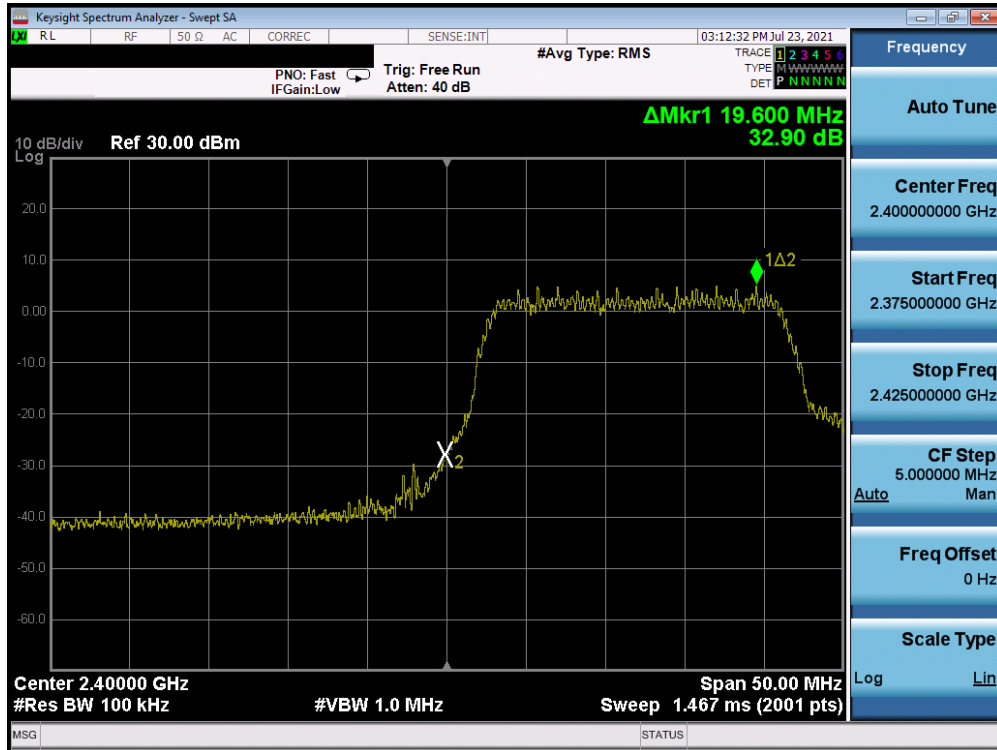 Keysight Spectrum Analyzer - Swept SA
LXI RL RF 50 Ω AC CORREC SENSE:INT 03:12:32 PM Jul 23, 2021
#Avg Type: RMS
TRACE 1 2 3 4 5 6
TYPE M WWWWW
DET P N N N N N
PNO: Fast
IFGain:Low
Trig: Free Run
Atten: 40 dB
ΔMkr1 19.600 MHz
32.90 dB
10 dB/div
Log
Ref 30.00 dBm
20.0
10.0
0.00
-10.0
-20.0
-30.0
-40.0
-50.0
-60.0
1Δ2
2
Center 2.40000 GHz
#Res BW 100 kHz
#VBW 1.0 MHz
Span 50.00 MHz
Sweep 1.467 ms (2001 pts)
MSG
STATUS
Frequency
Auto Tune
Center Freq
2.400000000 GHz
Start Freq
2.375000000 GHz
Stop Freq
2.425000000 GHz
CF Step
5.000000 MHz
Auto Man
Freq Offset
0 Hz
Scale Type
Log Lin